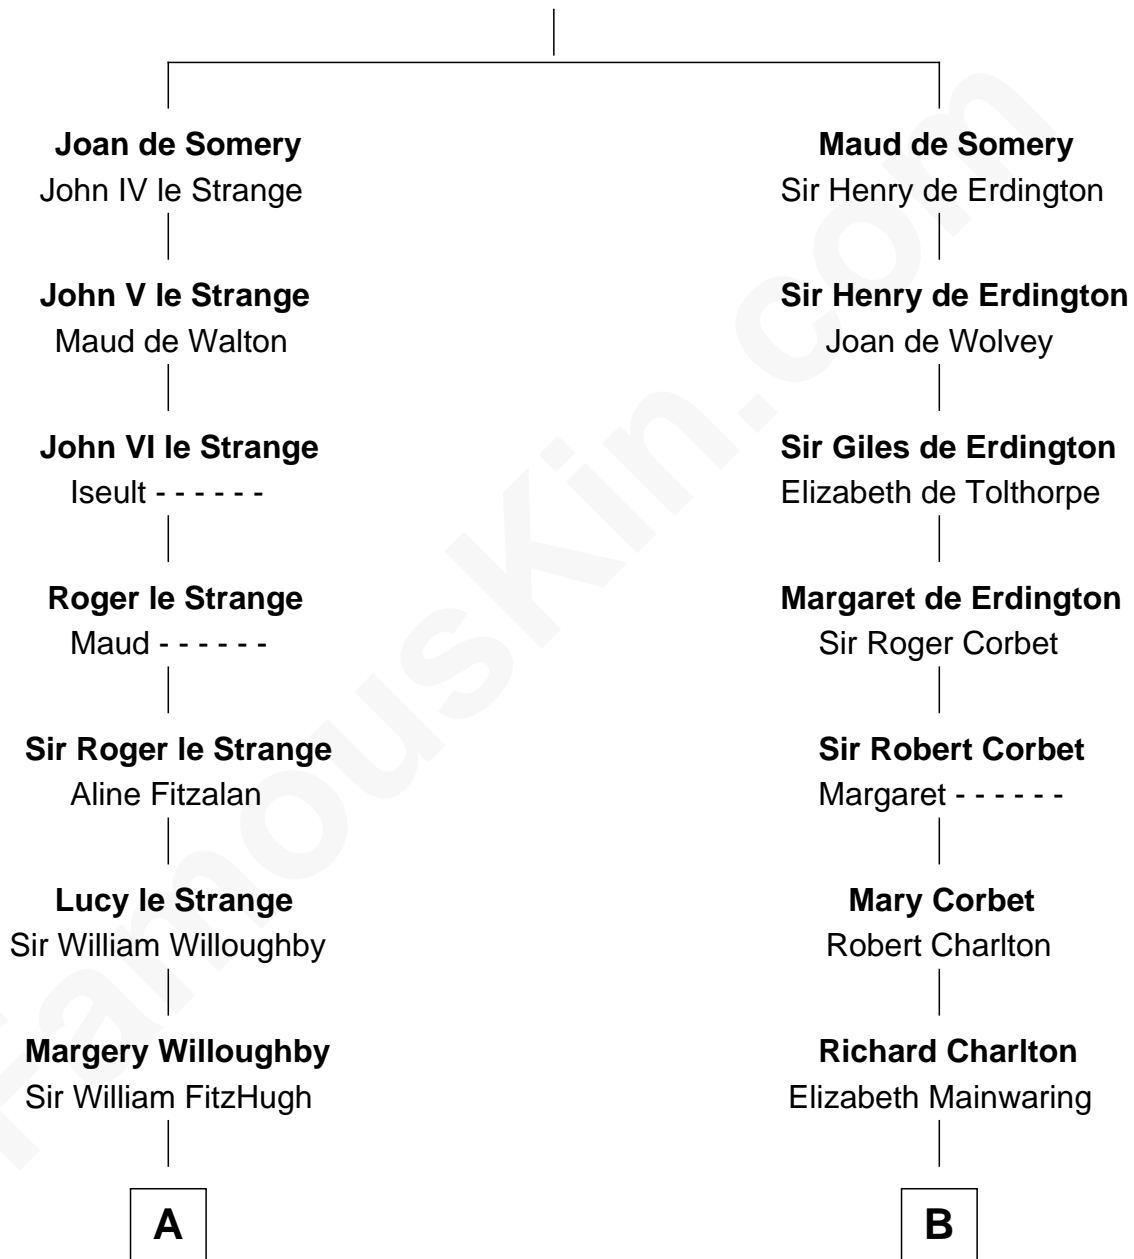 Joan de Somery
John IV le Strange
John V le Strange
Maud de Walton
John VI le Strange
Iseult - - - - - -
Roger le Strange
Maud - - - - - -
Sir Roger le Strange
Aline Fitzalan
Lucy le Strange
Sir William Willoughby
Margery Willoughby
Sir William FitzHugh
A
Maud de Somery
Sir Henry de Erdington
Sir Henry de Erdington
Joan de Wolvey
Sir Giles de Erdington
Elizabeth de Tolthorpe
Margaret de Erdington
Sir Roger Corbet
Sir Robert Corbet
Margaret - - - - - -
Mary Corbet
Robert Charlton
Richard Charlton
Elizabeth Mainwaring
B
FamousKin.com